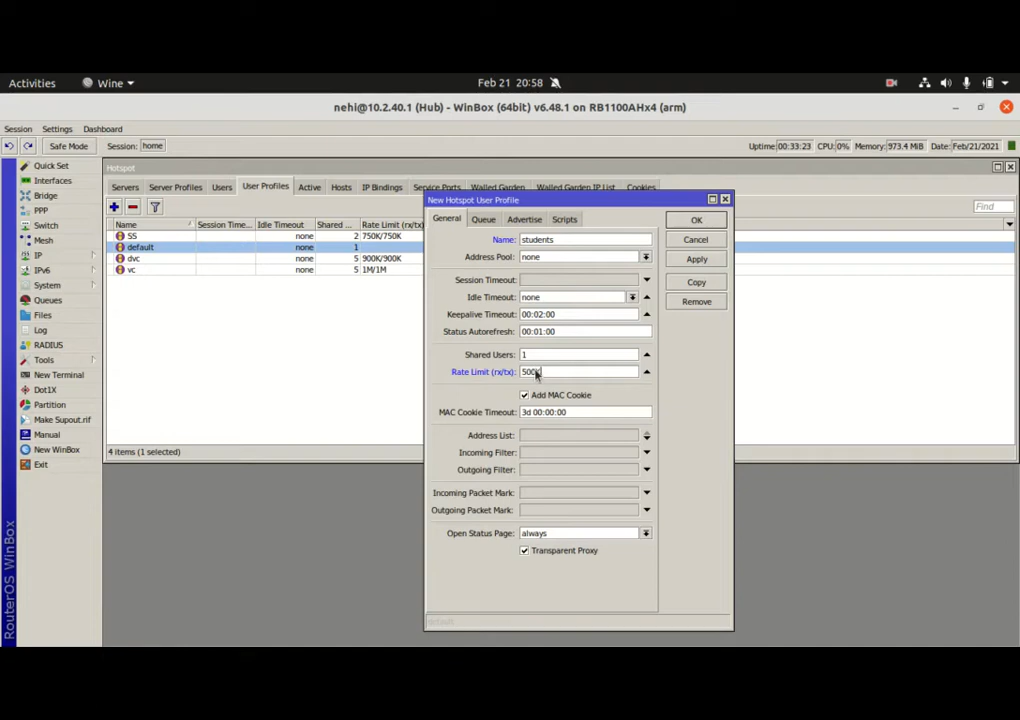 Activities
Wine
Feb 21 20:58
nehi@10.2.40.1 (Hub) - WinBox (64bit) v6.48.1 on RB1100AHx4 (arm)
Session Settings Dashboard
Safe Mode Session: home Uptime: 00:33:23 CPU: 0% Memory: 973.4 MiB Date: Feb/21/2021
Quick Set
Interfaces
Bridge
PPP
Switch
Mesh
IP
IPv6
System
Queues
Files
Log
RADIUS
Tools
New Terminal
Dot1X
Partition
Make Supout.rif
Manual
New WinBox
Exit
RouterOS WinBox
Hotspot
Servers Server Profiles Users User Profiles Active Hosts IP Bindings Service Ports Walled Garden Walled Garden IP List Cookies
Find
Name Session Time... Idle Timeout Shared ... Rate Limit (rx/tx)
SS none 2 750K/750K
default none 1
dvc none 5 900K/900K
vc none 5 1M/1M
4 items (1 selected)
New Hotspot User Profile
General Queue Advertise Scripts
Name: students
Address Pool: none
Session Timeout:
Idle Timeout: none
Keepalive Timeout: 00:02:00
Status Autorefresh: 00:01:00
Shared Users: 1
Rate Limit (rx/tx): 500K
Add MAC Cookie
MAC Cookie Timeout: 3d 00:00:00
Address List:
Incoming Filter:
Outgoing Filter:
Incoming Packet Mark:
Outgoing Packet Mark:
Open Status Page: always
Transparent Proxy
default
OK
Cancel
Apply
Copy
Remove